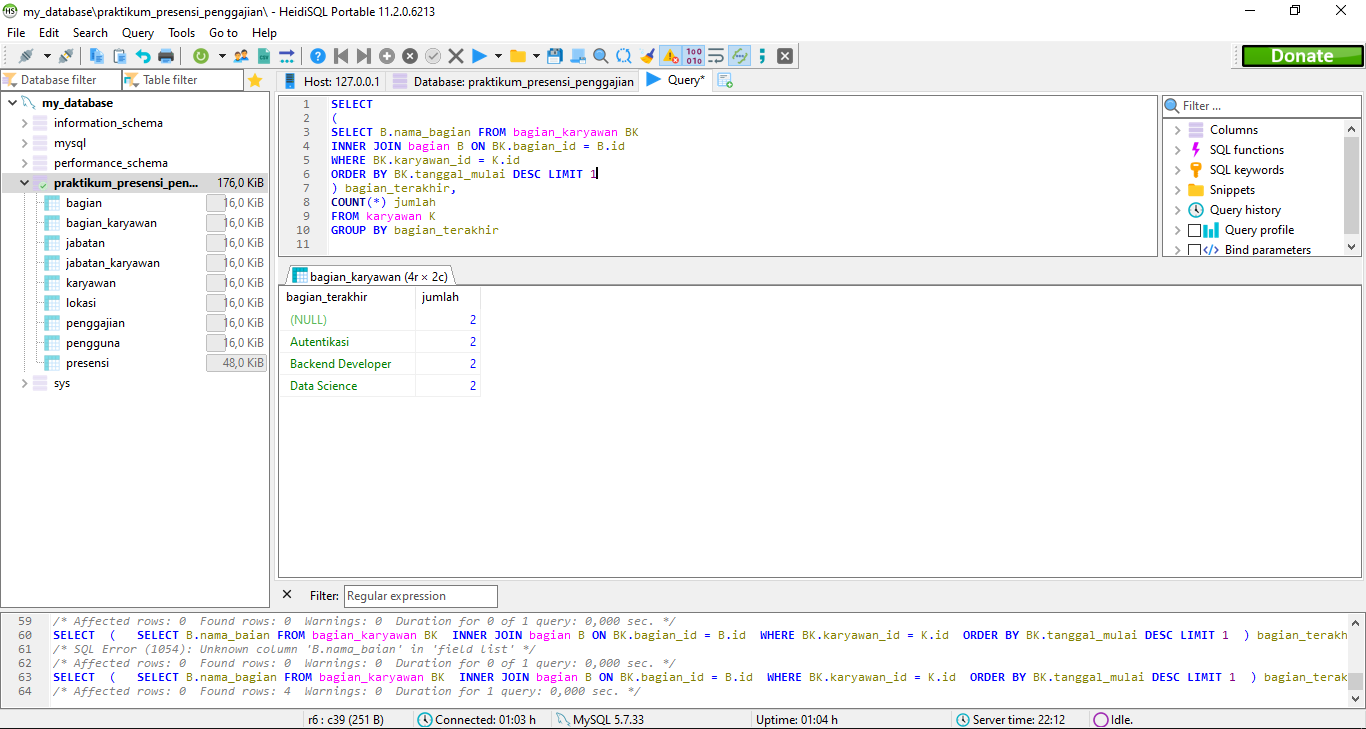 my_database\praktikum_presensi_penggajian\ - HeidiSQL Portable 11.2.0.6213
File Edit Search Query Tools Go to Help
Donate
Database filter Table filter
Host: 127.0.0.1 Database: praktikum_presensi_penggajian Query*
my_database
information_schema
mysql
performance_schema
praktikum_presensi_pen... 176,0 KiB
bagian 16,0 KiB
bagian_karyawan 16,0 KiB
jabatan 16,0 KiB
jabatan_karyawan 16,0 KiB
karyawan 16,0 KiB
lokasi 16,0 KiB
penggajian 16,0 KiB
pengguna 16,0 KiB
presensi 48,0 KiB
sys
1 SELECT
2 (
3 SELECT B.nama_bagian FROM bagian_karyawan BK
4 INNER JOIN bagian B ON BK.bagian_id = B.id
5 WHERE BK.karyawan_id = K.id
6 ORDER BY BK.tanggal_mulai DESC LIMIT 1
7 ) bagian_terakhir,
8 COUNT(*) jumlah
9 FROM karyawan K
10 GROUP BY bagian_terakhir
11
Filter ...
Columns
SQL functions
SQL keywords
Snippets
Query history
Query profile
Bind parameters
bagian_karyawan (4r × 2c)
bagian_terakhir jumlah
(NULL) 2
Autentikasi 2
Backend Developer 2
Data Science 2
Filter: Regular expression
59 /* Affected rows: 0 Found rows: 0 Warnings: 0 Duration for 0 of 1 query: 0,000 sec. */
60 SELECT ( SELECT B.nama_baian FROM bagian_karyawan BK INNER JOIN bagian B ON BK.bagian_id = B.id WHERE BK.karyawan_id = K.id ORDER BY BK.tanggal_mulai DESC LIMIT 1 ) bagian_terakh
61 /* SQL Error (1054): Unknown column 'B.nama_baian' in 'field list' */
62 /* Affected rows: 0 Found rows: 0 Warnings: 0 Duration for 0 of 1 query: 0,000 sec. */
63 SELECT ( SELECT B.nama_bagian FROM bagian_karyawan BK INNER JOIN bagian B ON BK.bagian_id = B.id WHERE BK.karyawan_id = K.id ORDER BY BK.tanggal_mulai DESC LIMIT 1 ) bagian_terak
64 /* Affected rows: 0 Found rows: 4 Warnings: 0 Duration for 1 query: 0,000 sec. */
r6 : c39 (251 B) Connected: 01:03 h MySQL 5.7.33 Uptime: 01:04 h Server time: 22:12 Idle.